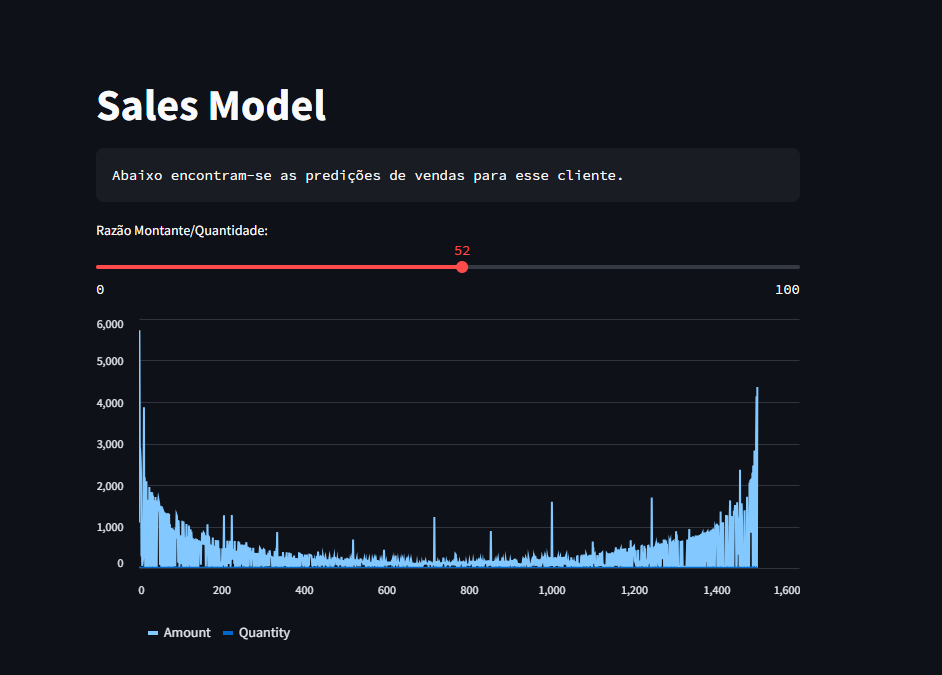 Sales Model
Abaixo encontram-se as predições de vendas para esse cliente.
Razão Montante/Quantidade:
52
0 100
6,000
5,000
4,000
3,000
2,000
1,000
0
0 200 400 600 800 1,000 1,200 1,400 1,600
Amount Quantity